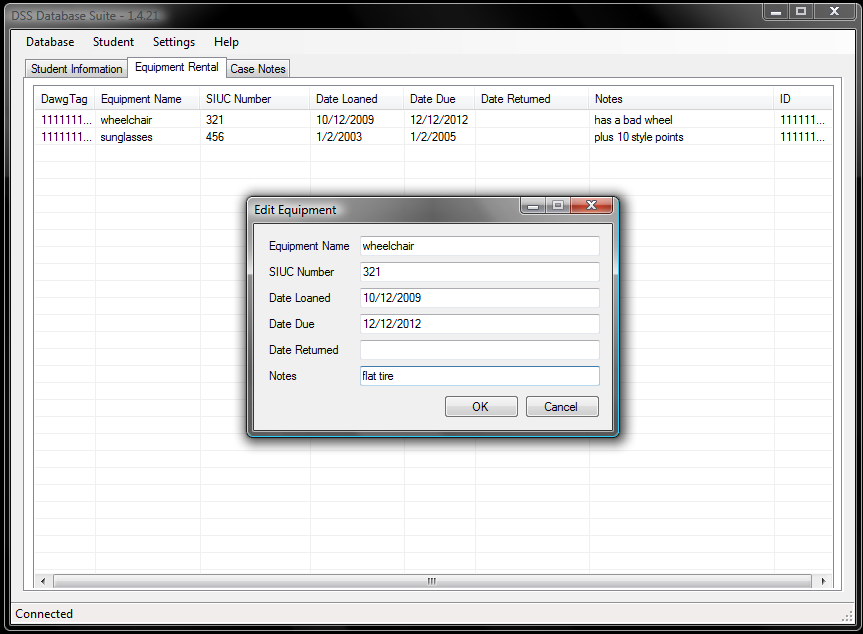 DSS Database Suite - 1.4.21
Database Student Settings Help
Student Information Equipment Rental Case Notes
DawgTag Equipment Name SIUC Number Date Loaned Date Due Date Returned Notes ID
1111111... wheelchair 321 10/12/2009 12/12/2012 has a bad wheel 111111...
1111111... sunglasses 456 1/2/2003 1/2/2005 plus 10 style points 111111...
Edit Equipment
Equipment Name wheelchair
SIUC Number 321
Date Loaned 10/12/2009
Date Due 12/12/2012
Date Returned
Notes flat tire
OK Cancel
Connected